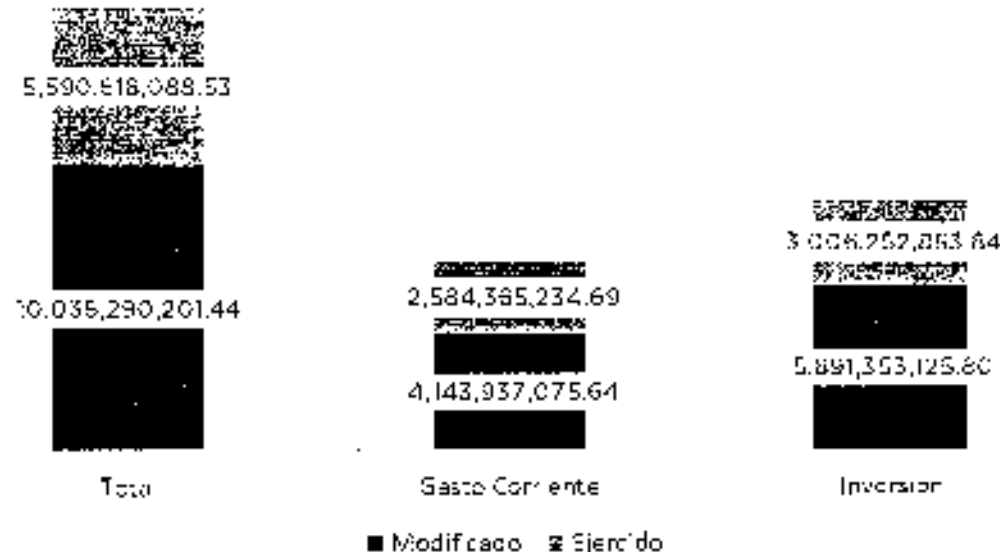 5,590,618,088.53
10,035,290,201.44
2,584,365,234.69
4,143,937,075.64
3,006,252,853.84
5,891,353,125.80
Total
Gasto Corriente
Inversion
Modificado
Ejercido